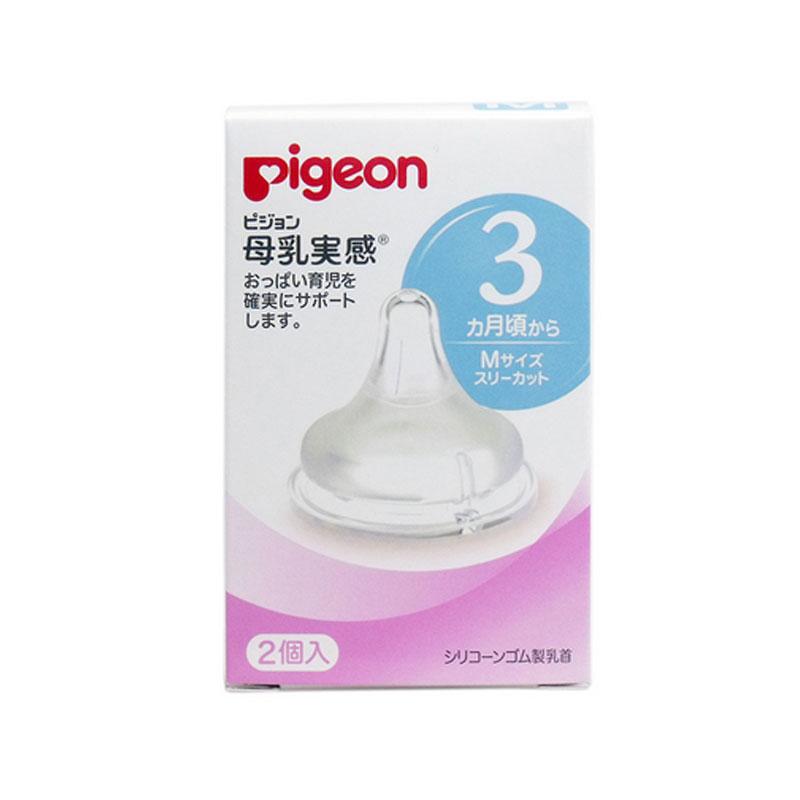 Pigeon
ピジョン
母乳実感®
おっぱい育児を
確実にサポート
します。
3
カ月頃から
Mサイズ
スリーカット
2個入
シリコーンゴム製乳首